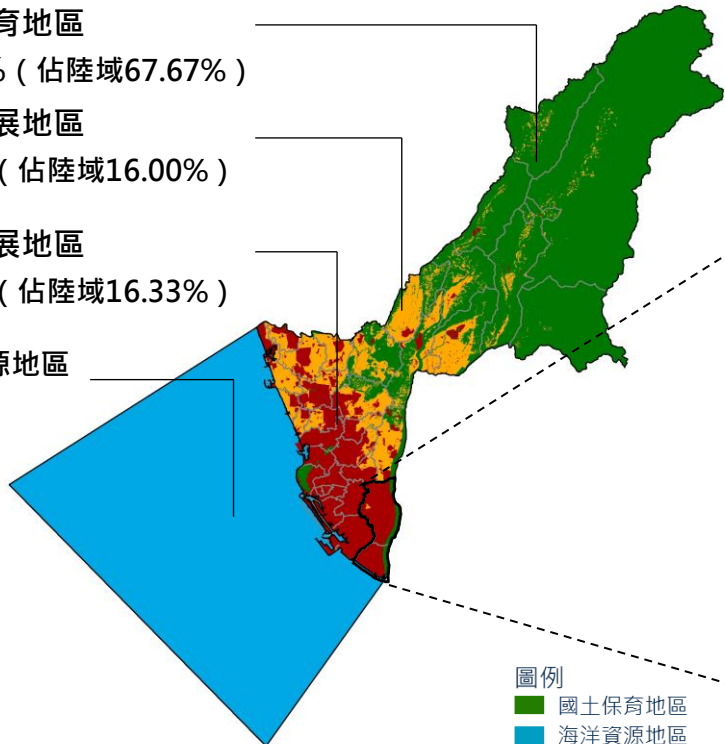 育地區
%（佔陸域67.67%）
展地區
（佔陸域16.00%）
展地區
（佔陸域16.33%）
源地區
圖例
國土保育地區
海洋資源地區